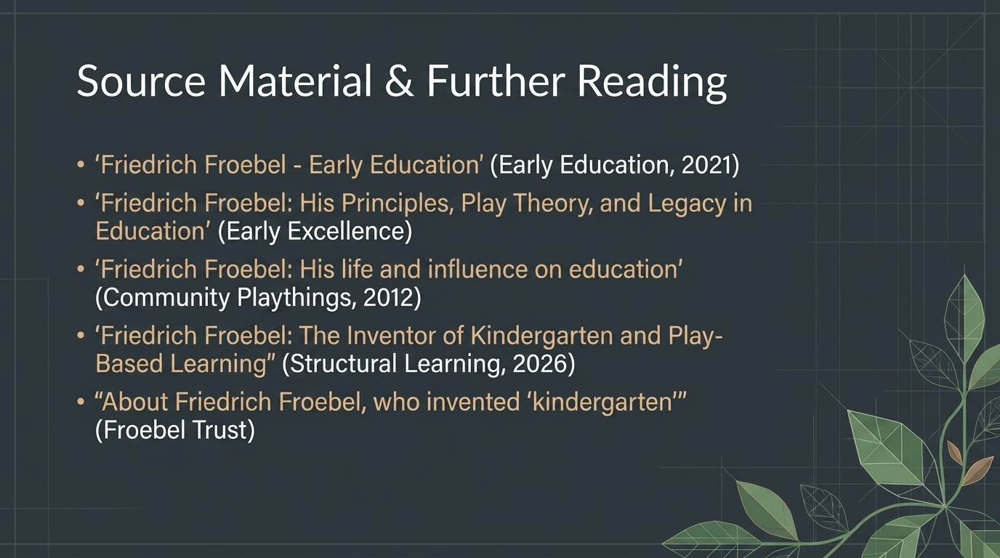 Source Material & Further Reading
• ‘Friedrich Froebel - Early Education’ (Early Education, 2021)
• ‘Friedrich Froebel: His Principles, Play Theory, and Legacy in
Education’ (Early Excellence)
• ‘Friedrich Froebel: His life and influence on education’
(Community Playthings, 2012)
• ‘Friedrich Froebel: The Inventor of Kindergarten and Play-
Based Learning” (Structural Learning, 2026)
• “About Friedrich Froebel, who invented ‘kindergarten’”
(Froebel Trust)